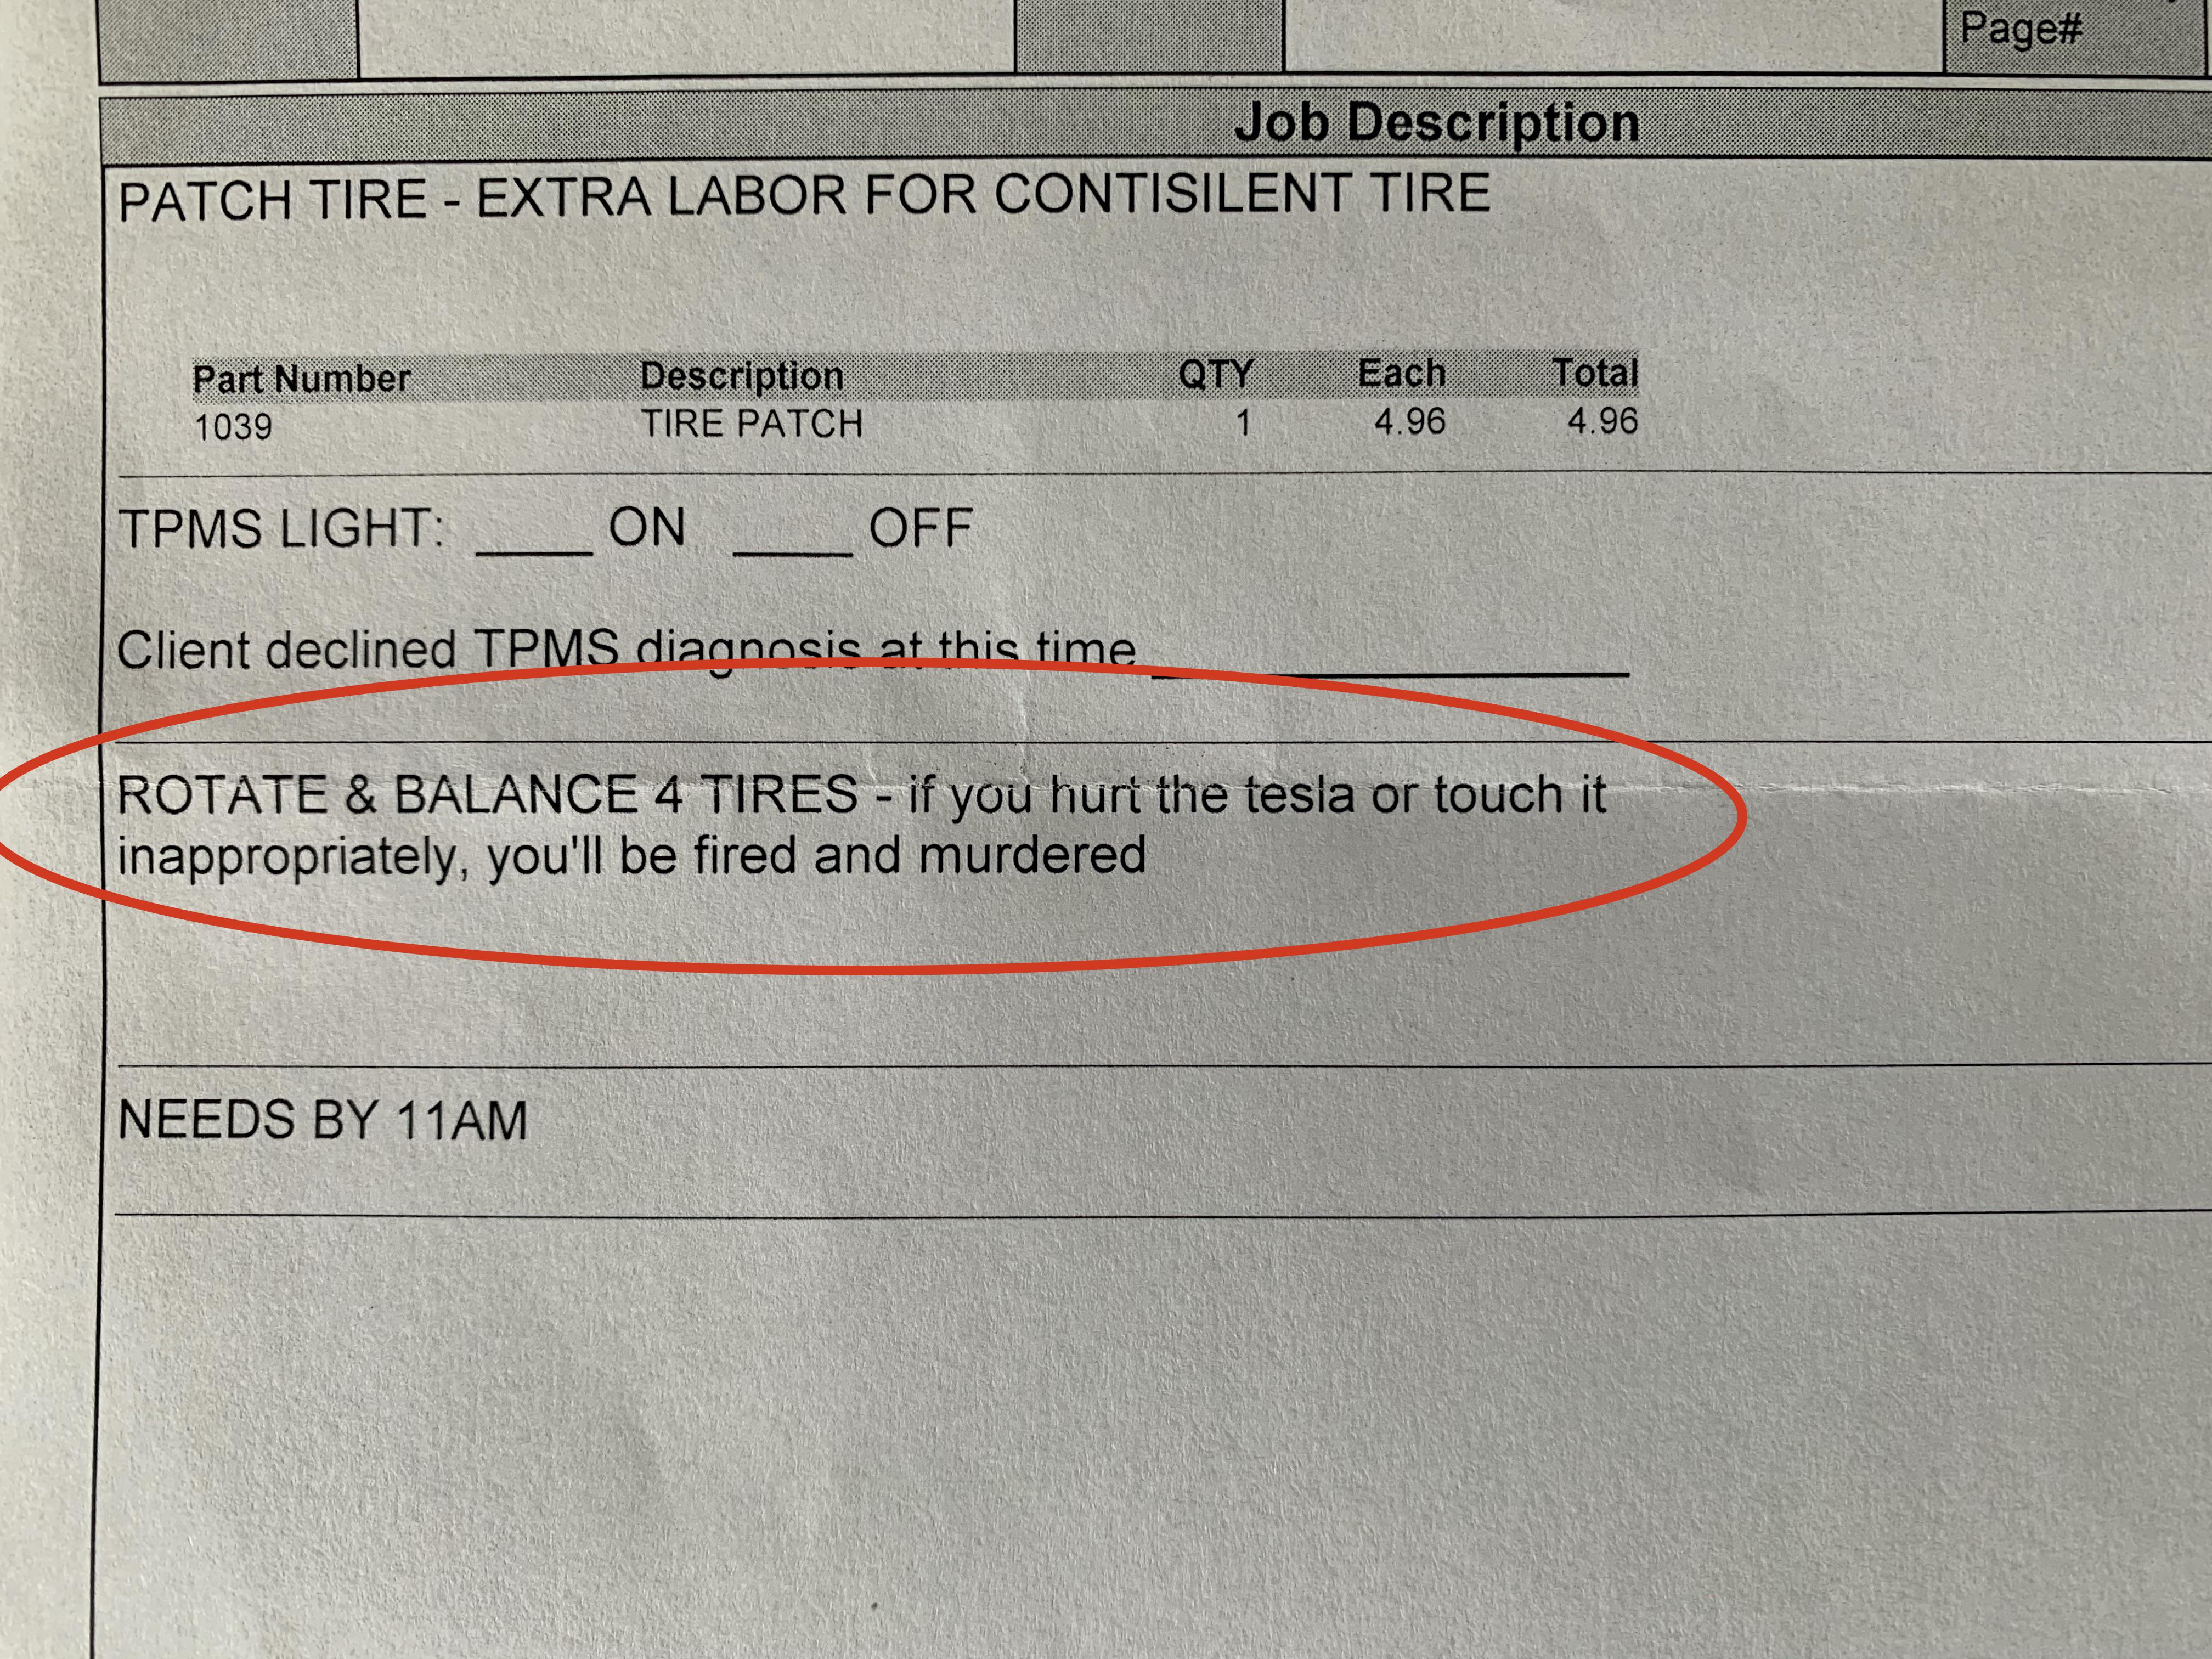 Page#
Job Description
PATCH TIRE - EXTRA LABOR FOR CONTISILENT TIRE
Part Number Description QTY Each Total
1039 TIRE PATCH 1 4.96 4.96
TPMS LIGHT: ____ ON ____ OFF
Client declined TPMS diagnosis at this time ________________
ROTATE & BALANCE 4 TIRES - if you hurt the tesla or touch it
inappropriately, you'll be fired and murdered
NEEDS BY 11AM